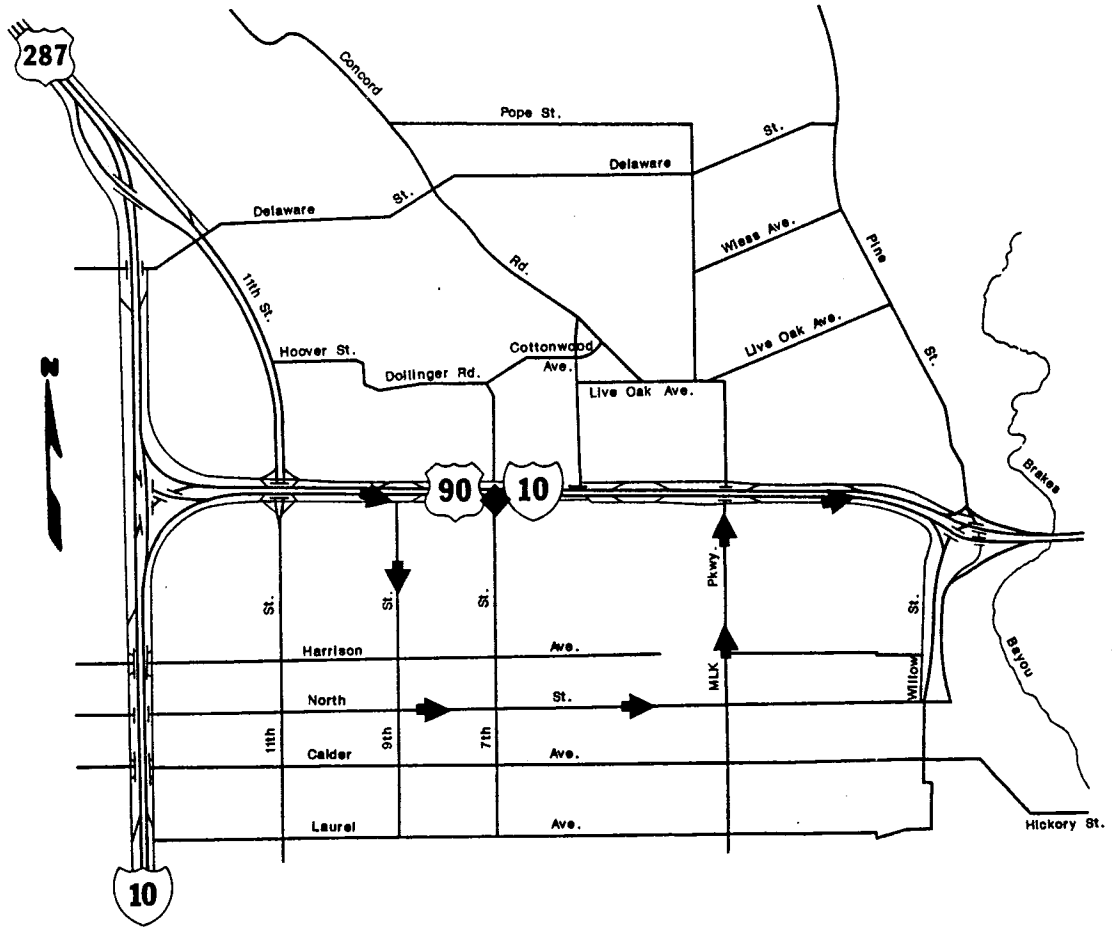 287
Concord
Pope St.
St.
Delaware
St.
Delaware
Wiess Ave.
Pine
Rd.
11th St.
Live Oak Ave.
St.
Hoover St.
Cottonwood
Ave.
Dollinger Rd.
Live Oak Ave.
N
90
10
Brakes
Pkwy.
St.
St.
St.
St.
Harrison
Ave.
MLK
Willow
Bayou
North
St.
11th
9th
7th
Calder
Ave.
Laurel
Ave.
Hickory St.
10